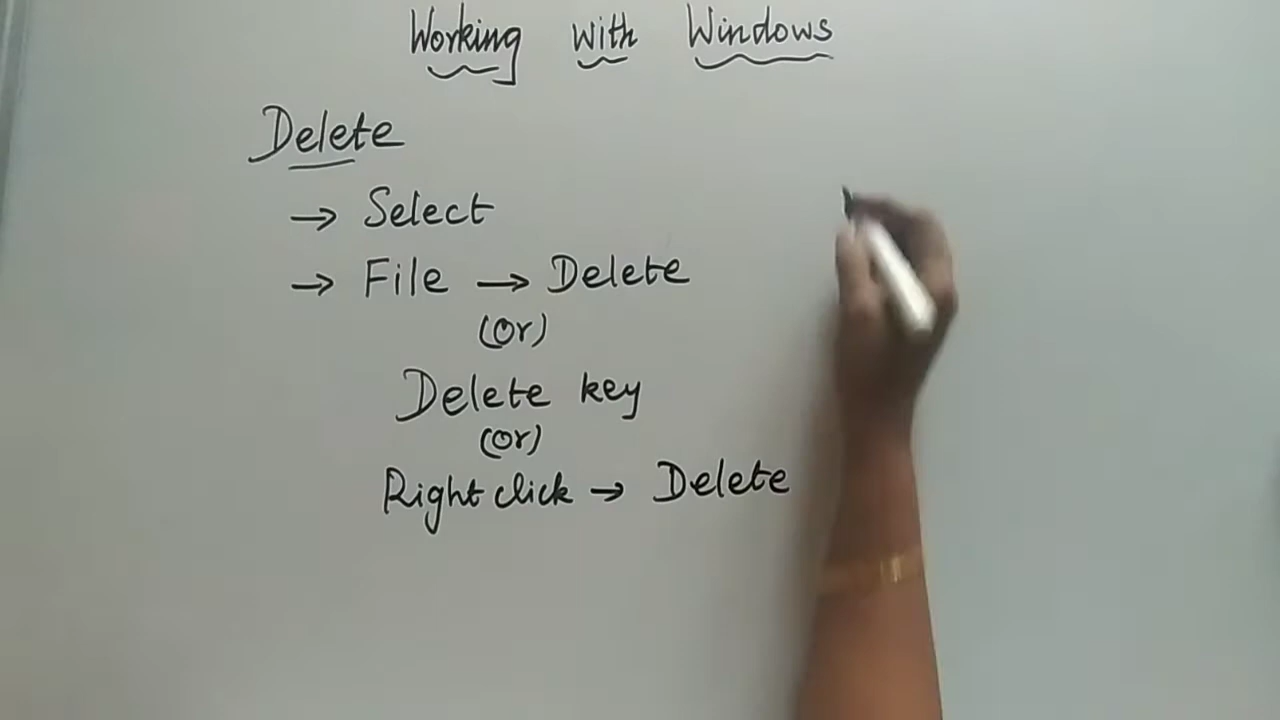 Working with Windows
Delete
→ Select
→ File → Delete
(or)
Delete key
(or)
Right click → Delete